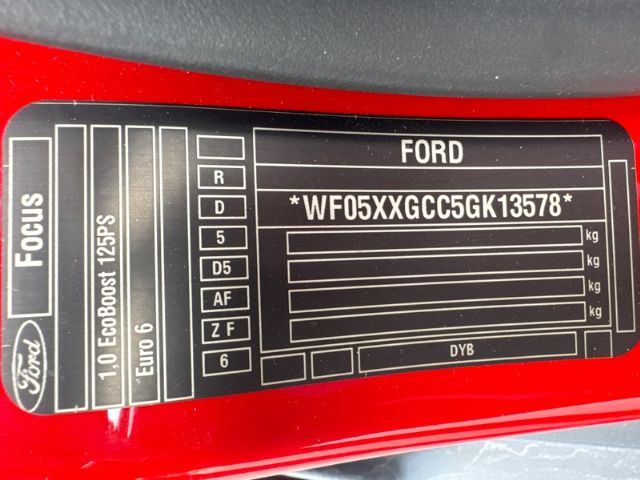 FORD
*WF05XXGCC5GK13578*
kg
kg
kg
kg
DYB
R
D
5
D5
AF
Z F
6
Focus
Ford
1,0 EcoBoost 125PS
Euro 6